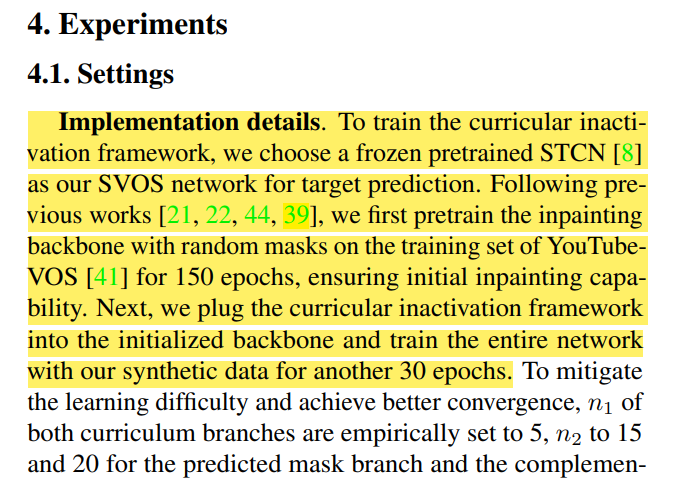 4. Experiments
4.1. Settings
Implementation details. To train the curricular inacti-
vation framework, we choose a frozen pretrained STCN [8]
as our SVOS network for target prediction. Following pre-
vious works [21, 22, 44, 39], we first pretrain the inpainting
backbone with random masks on the training set of YouTube-
VOS [41] for 150 epochs, ensuring initial inpainting capa-
bility. Next, we plug the curricular inactivation framework
into the initialized backbone and train the entire network
with our synthetic data for another 30 epochs. To mitigate
the learning difficulty and achieve better convergence, n₁ of
both curriculum branches are empirically set to 5, n₂ to 15
and 20 for the predicted mask branch and the complemen-